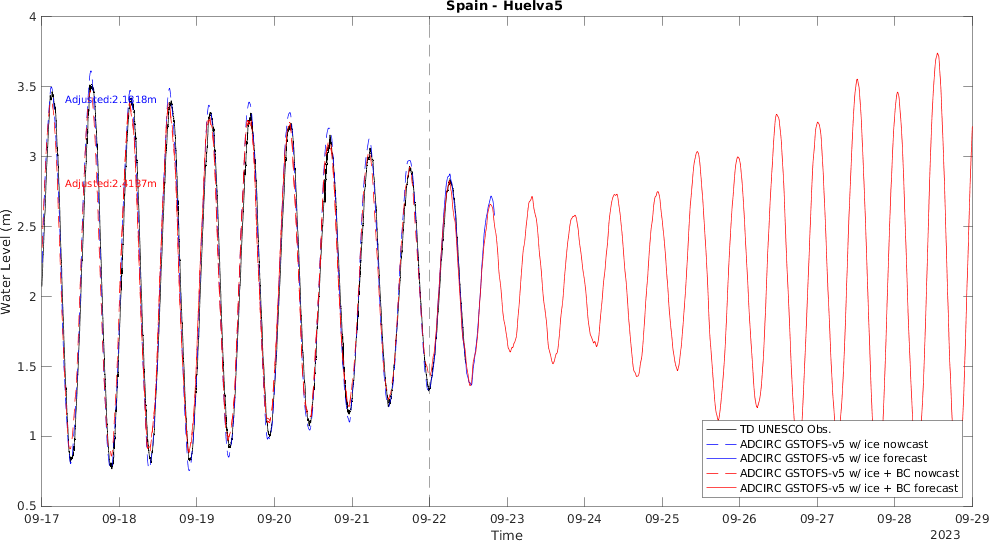 Spain - Huelva5
4
3.5
3
2.5
2
1.5
1
0.5
Water Level (m)
Adjusted:2.1818m
Adjusted:2.4187m
TD UNESCO Obs.
ADCIRC GSTOFS-v5 w/ ice nowcast
ADCIRC GSTOFS-v5 w/ ice forecast
ADCIRC GSTOFS-v5 w/ ice + BC nowcast
ADCIRC GSTOFS-v5 w/ ice + BC forecast
09-17 09-18 09-19 09-20 09-21 09-22 09-23 09-24 09-25 09-26 09-27 09-28 09-29
Time
2023